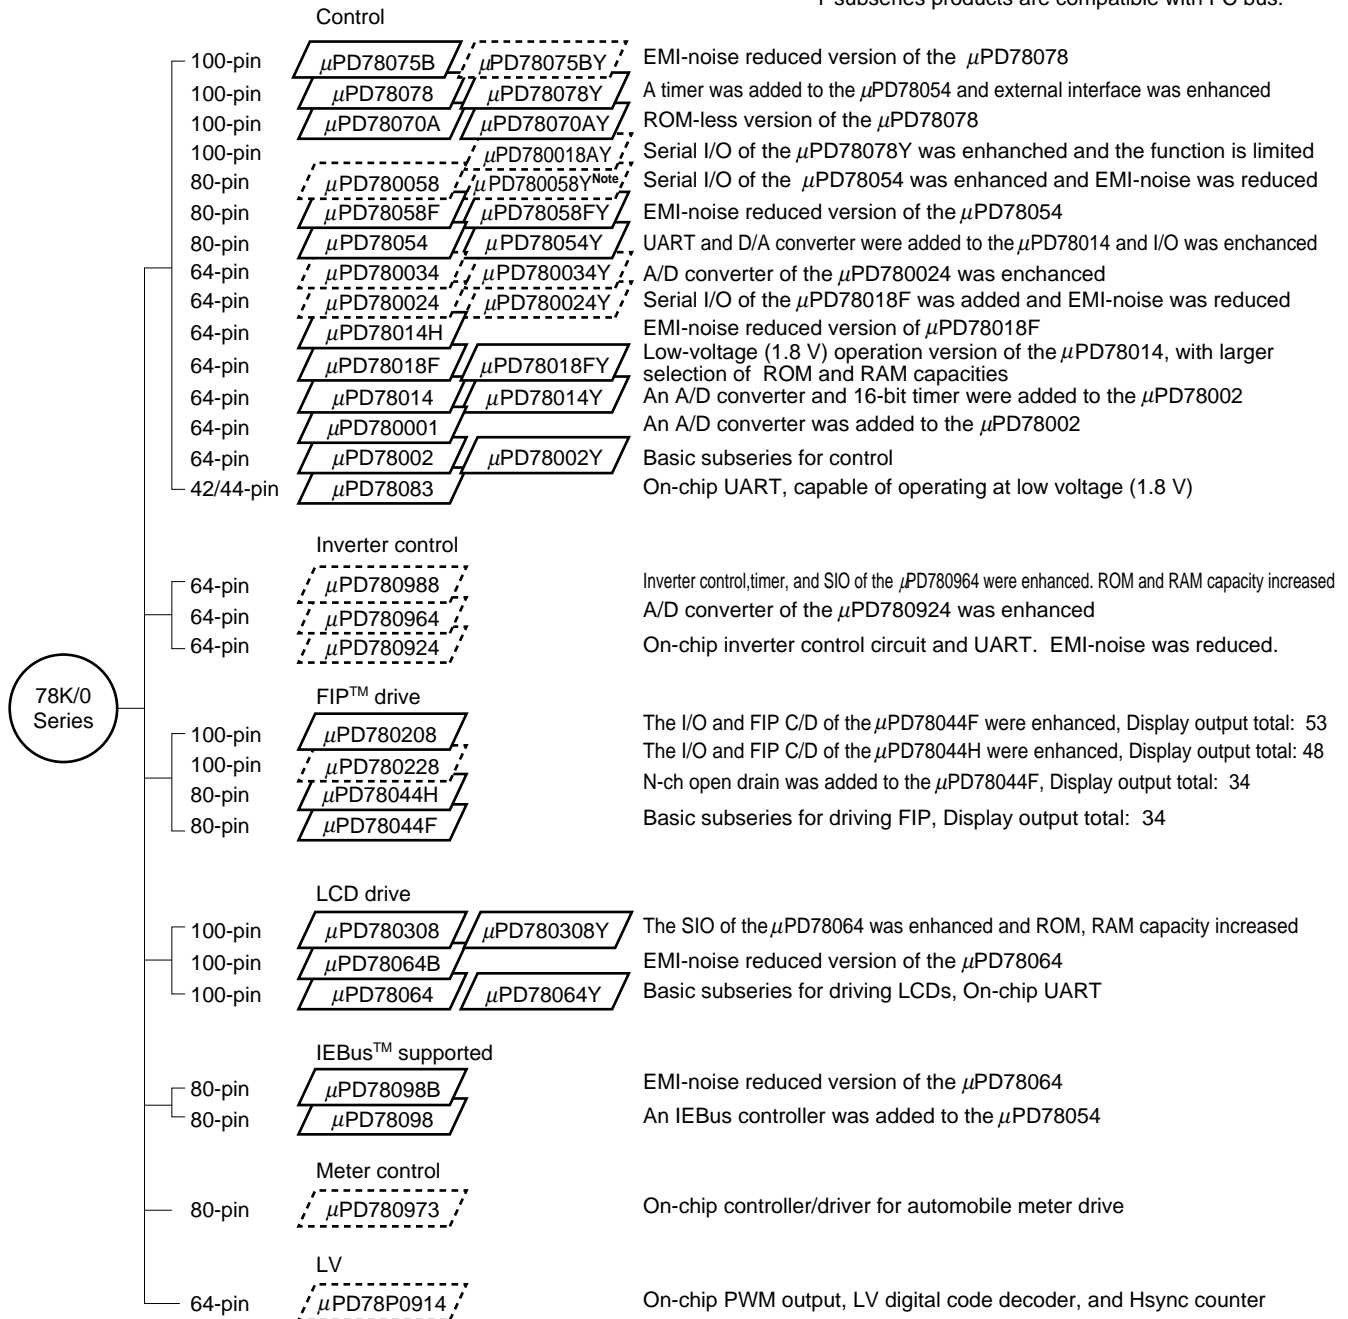 Y subseries products are compatible with I²C bus.
Control
100-pin μPD78075B μPD78075BY EMI-noise reduced version of the μPD78078
100-pin μPD78078 μPD78078Y A timer was added to the μPD78054 and external interface was enhanced
100-pin μPD78070A μPD78070AY ROM-less version of the μPD78078
100-pin μPD780018AY Serial I/O of the μPD78078Y was enhanched and the function is limited
80-pin μPD780058 μPD780058Y Note Serial I/O of the μPD78054 was enhanced and EMI-noise was reduced
80-pin μPD78058F μPD78058FY EMI-noise reduced version of the μPD78054
80-pin μPD78054 μPD78054Y UART and D/A converter were added to the μPD78014 and I/O was enchanced
64-pin μPD780034 μPD780034Y A/D converter of the μPD780024 was enchanced
64-pin μPD780024 μPD780024Y Serial I/O of the μPD78018F was added and EMI-noise was reduced
64-pin μPD78014H EMI-noise reduced version of μPD78018F
64-pin μPD78018F μPD78018FY Low-voltage (1.8 V) operation version of the μPD78014, with larger
selection of ROM and RAM capacities
64-pin μPD78014 μPD78014Y An A/D converter and 16-bit timer were added to the μPD78002
64-pin μPD780001 An A/D converter was added to the μPD78002
64-pin μPD78002 μPD78002Y Basic subseries for control
42/44-pin μPD78083 On-chip UART, capable of operating at low voltage (1.8 V)
Inverter control
64-pin μPD780988 Inverter control,timer, and SIO of the μPD780964 were enhanced. ROM and RAM capacity increased
64-pin μPD780964 A/D converter of the μPD780924 was enhanced
64-pin μPD780924 On-chip inverter control circuit and UART. EMI-noise was reduced.
78K/0
Series
FIP™ drive
100-pin μPD780208 The I/O and FIP C/D of the μPD78044F were enhanced, Display output total: 53
100-pin μPD780228 The I/O and FIP C/D of the μPD78044H were enhanced, Display output total: 48
80-pin μPD78044H N-ch open drain was added to the μPD78044F, Display output total: 34
80-pin μPD78044F Basic subseries for driving FIP, Display output total: 34
LCD drive
100-pin μPD780308 μPD780308Y The SIO of the μPD78064 was enhanced and ROM, RAM capacity increased
100-pin μPD78064B EMI-noise reduced version of the μPD78064
100-pin μPD78064 μPD78064Y Basic subseries for driving LCDs, On-chip UART
IEBus™ supported
80-pin μPD78098B EMI-noise reduced version of the μPD78064
80-pin μPD78098 An IEBus controller was added to the μPD78054
Meter control
80-pin μPD780973 On-chip controller/driver for automobile meter drive
LV
64-pin μPD78P0914 On-chip PWM output, LV digital code decoder, and Hsync counter